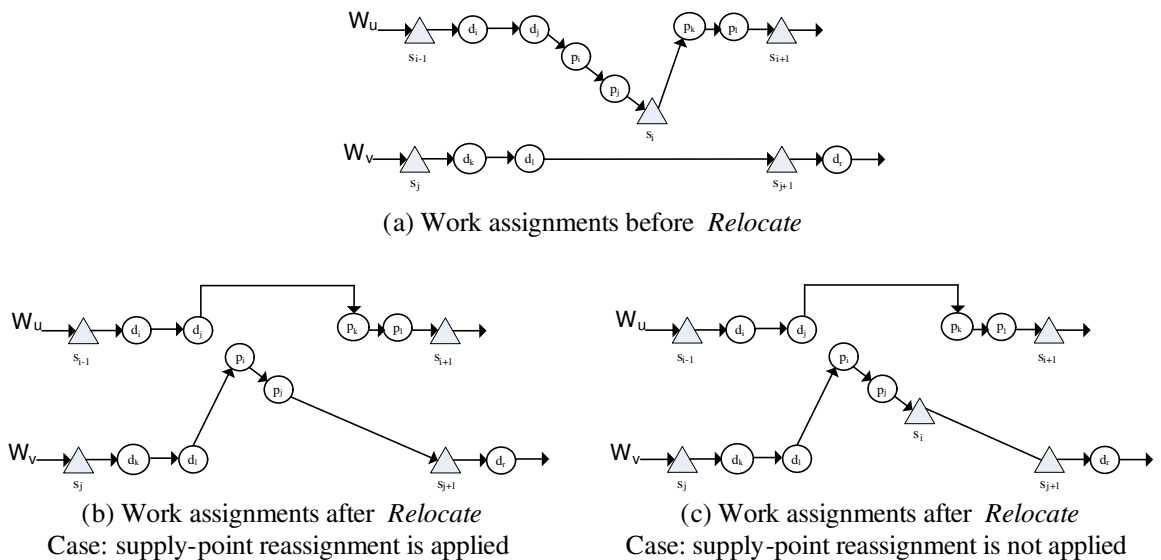 W_u s_{i-1} d_i d_j p_i p_j s_i p_k p_l s_{i+1}
W_v s_j d_k d_l s_{j+1} d_r
(a) Work assignments before Relocate
W_u s_{i-1} d_i d_j p_k p_l s_{i+1}
p_i p_j
W_v s_j d_k d_l s_{j+1} d_r
(b) Work assignments after Relocate
Case: supply-point reassignment is applied
W_u s_{i-1} d_i d_j p_k p_l s_{i+1}
p_i p_j s_i
W_v s_j d_k d_l s_{j+1} d_r
(c) Work assignments after Relocate
Case: supply-point reassignment is not applied